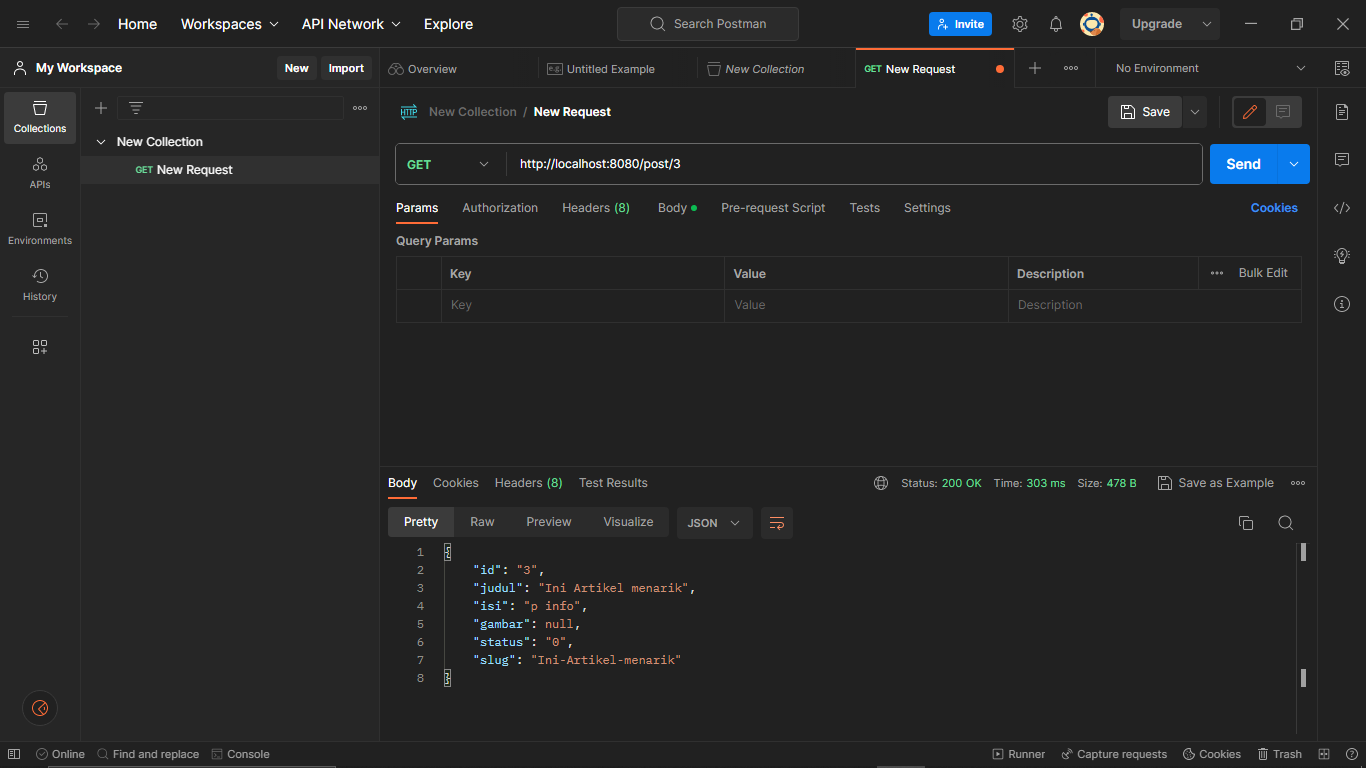 Home Workspaces API Network Explore Search Postman Invite Upgrade
My Workspace New Import Overview e.g. Untitled Example New Collection GET New Request No Environment
HTTP New Collection / New Request Save
Collections
New Collection
GET New Request
GET http://localhost:8080/post/3 Send
APIs
Params Authorization Headers (8) Body Pre-request Script Tests Settings Cookies
Environments
Query Params
Key Value Description Bulk Edit
History
Key Value Description
Body Cookies Headers (8) Test Results Status: 200 OK Time: 303 ms Size: 478 B Save as Example
Pretty Raw Preview Visualize JSON
1 {
2 "id": "3",
3 "judul": "Ini Artikel menarik",
4 "isi": "p info",
5 "gambar": null,
6 "status": "0",
7 "slug": "Ini-Artikel-menarik"
8 }
Online Find and replace Console Runner Capture requests Cookies Trash